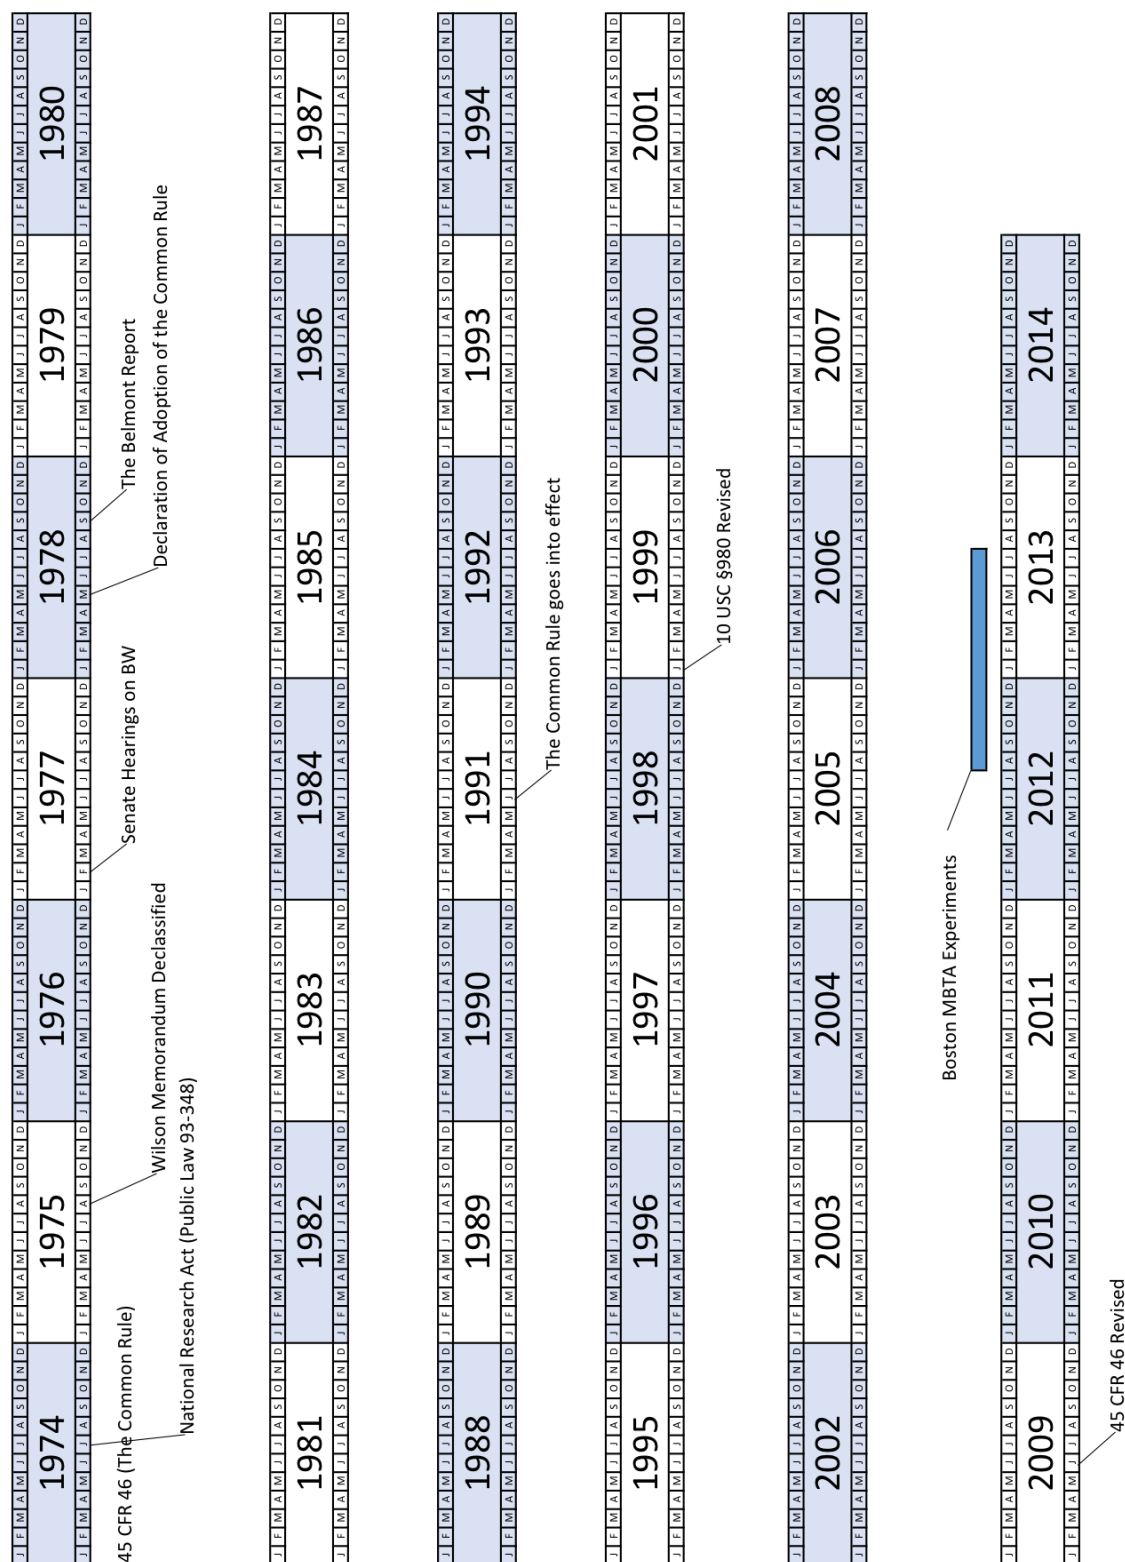 J F M A M J J A S O N D J F M A M J J A S O N D J F M A M J J A S O N D J F M A M J J A S O N D J F M A M J J A S O N D J F M A M J J A S O N D J F M A M J J A S O N D
1974 1975 1976 1977 1978 1979 1980
J F M A M J J A S O N D J F M A M J J A S O N D J F M A M J J A S O N D J F M A M J J A S O N D J F M A M J J A S O N D J F M A M J J A S O N D J F M A M J J A S O N D
45 CFR 46 (The Common Rule)
Senate Hearings on BW
The Belmont Report
Wilson Memorandum Declassified
Declaration of Adoption of the Common Rule
National Research Act (Public Law 93-348)
J F M A M J J A S O N D J F M A M J J A S O N D J F M A M J J A S O N D J F M A M J J A S O N D J F M A M J J A S O N D J F M A M J J A S O N D J F M A M J J A S O N D
1981 1982 1983 1984 1985 1986 1987
J F M A M J J A S O N D J F M A M J J A S O N D J F M A M J J A S O N D J F M A M J J A S O N D J F M A M J J A S O N D J F M A M J J A S O N D J F M A M J J A S O N D
J F M A M J J A S O N D J F M A M J J A S O N D J F M A M J J A S O N D J F M A M J J A S O N D J F M A M J J A S O N D J F M A M J J A S O N D J F M A M J J A S O N D
1988 1989 1990 1991 1992 1993 1994
J F M A M J J A S O N D J F M A M J J A S O N D J F M A M J J A S O N D J F M A M J J A S O N D J F M A M J J A S O N D J F M A M J J A S O N D J F M A M J J A S O N D
The Common Rule goes into effect
J F M A M J J A S O N D J F M A M J J A S O N D J F M A M J J A S O N D J F M A M J J A S O N D J F M A M J J A S O N D J F M A M J J A S O N D J F M A M J J A S O N D
1995 1996 1997 1998 1999 2000 2001
J F M A M J J A S O N D J F M A M J J A S O N D J F M A M J J A S O N D J F M A M J J A S O N D J F M A M J J A S O N D J F M A M J J A S O N D J F M A M J J A S O N D
10 USC §980 Revised
J F M A M J J A S O N D J F M A M J J A S O N D J F M A M J J A S O N D J F M A M J J A S O N D J F M A M J J A S O N D J F M A M J J A S O N D J F M A M J J A S O N D
2002 2003 2004 2005 2006 2007 2008
J F M A M J J A S O N D J F M A M J J A S O N D J F M A M J J A S O N D J F M A M J J A S O N D J F M A M J J A S O N D J F M A M J J A S O N D J F M A M J J A S O N D
Boston MBTA Experiments
J F M A M J J A S O N D J F M A M J J A S O N D J F M A M J J A S O N D J F M A M J J A S O N D J F M A M J J A S O N D J F M A M J J A S O N D
2009 2010 2011 2012 2013 2014
J F M A M J J A S O N D J F M A M J J A S O N D J F M A M J J A S O N D J F M A M J J A S O N D J F M A M J J A S O N D J F M A M J J A S O N D
45 CFR 46 Revised